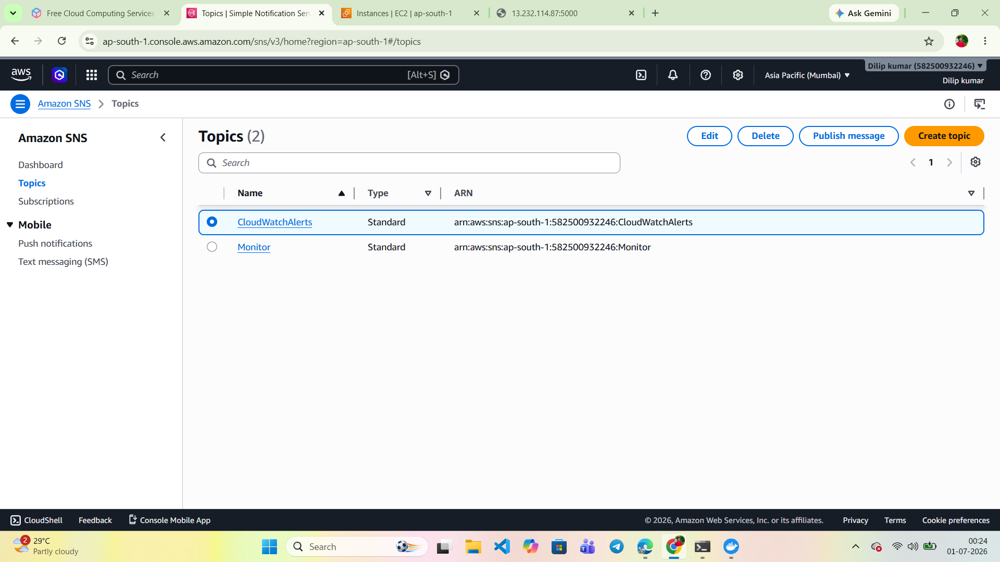 Free Cloud Computing Services
Topics | Simple Notification Serv
Instances | EC2 | ap-south-1
13.232.114.87:5000
Ask Gemini
ap-south-1.console.aws.amazon.com/sns/v3/home?region=ap-south-1#/topics
aws
Search
[Alt+S]
Asia Pacific (Mumbai)
Dilip kumar (582500932246)
Dilip kumar
Amazon SNS
Topics
Amazon SNS
Dashboard
Topics
Subscriptions
Mobile
Push notifications
Text messaging (SMS)
Topics (2)
Edit
Delete
Publish message
Create topic
Search
1
Name
Type
ARN
CloudWatchAlerts
Standard
arn:aws:sns:ap-south-1:582500932246:CloudWatchAlerts
Monitor
Standard
arn:aws:sns:ap-south-1:582500932246:Monitor
CloudShell
Feedback
Console Mobile App
© 2026, Amazon Web Services, Inc. or its affiliates.
Privacy
Terms
Cookie preferences
2
29°C
Partly cloudy
Search
00:24
01-07-2026